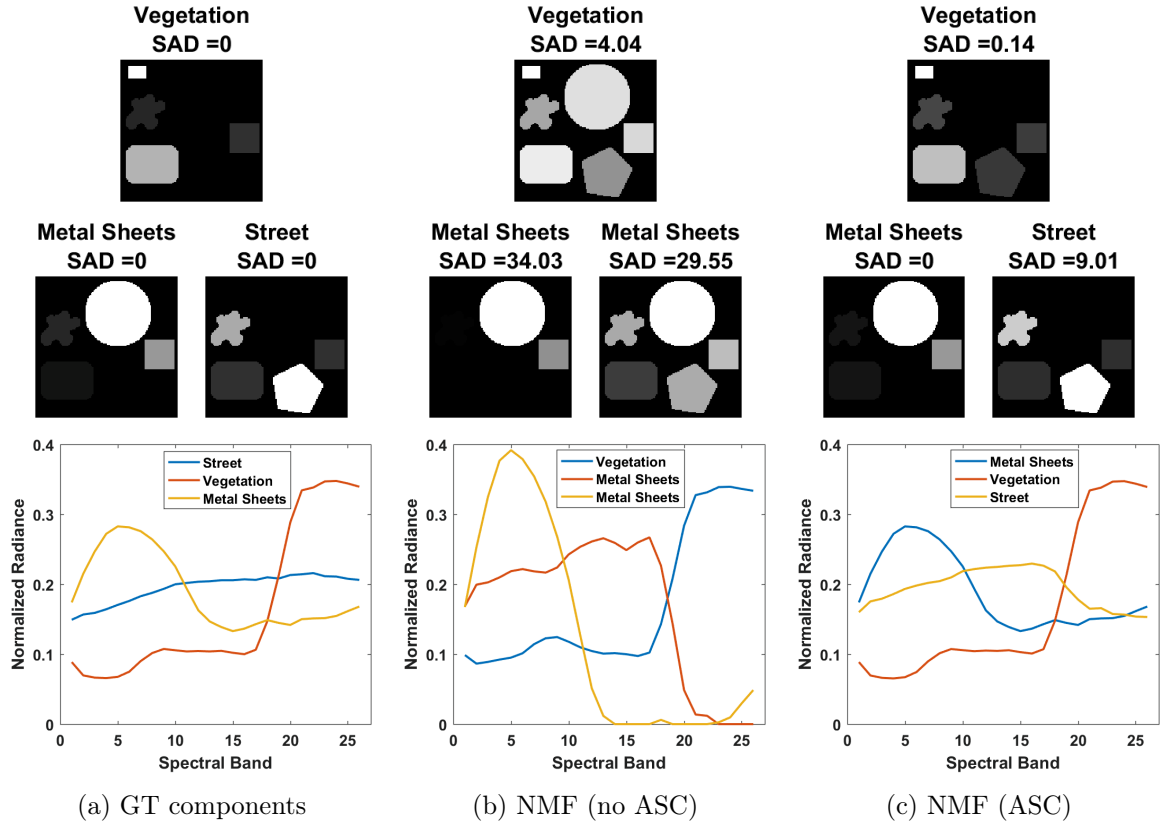 Vegetation
SAD =0
Vegetation
SAD =4.04
Vegetation
SAD =0.14
Metal Sheets
SAD =0
Street
SAD =0
Metal Sheets
SAD =34.03
Metal Sheets
SAD =29.55
Metal Sheets
SAD =0
Street
SAD =9.01
Normalized Radiance
0.4
0.3
0.2
0.1
0
Street
Vegetation
Metal Sheets
0 5 10 15 20 25
Spectral Band
(a) GT components
Normalized Radiance
0.4
0.3
0.2
0.1
0
Vegetation
Metal Sheets
Metal Sheets
0 5 10 15 20 25
Spectral Band
(b) NMF (no ASC)
Normalized Radiance
0.4
0.3
0.2
0.1
0
Metal Sheets
Vegetation
Street
0 5 10 15 20 25
Spectral Band
(c) NMF (ASC)